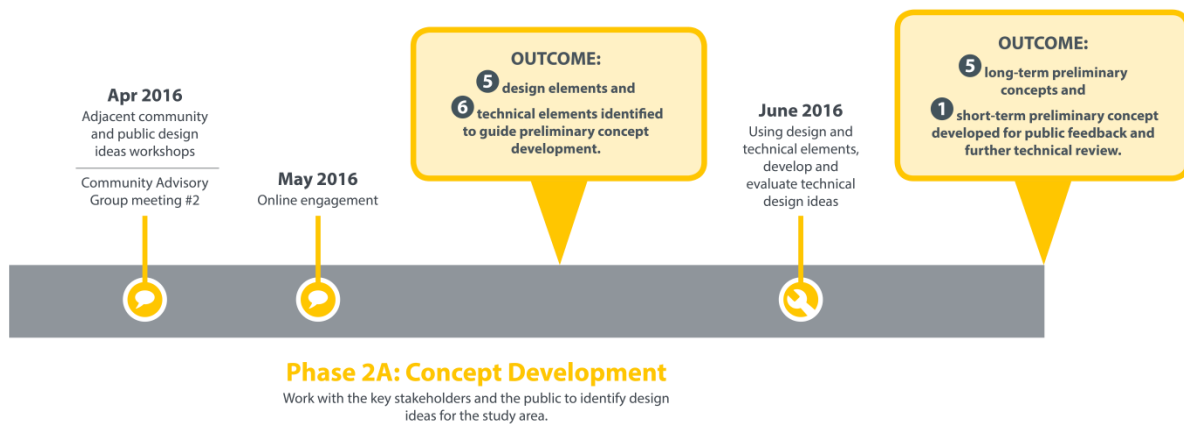 Apr 2016
Adjacent community
and public design
ideas workshops
Community Advisory
Group meeting #2
May 2016
Online engagement
OUTCOME:
5 design elements and
6 technical elements identified
to guide preliminary concept
development.
June 2016
Using design and
technical elements,
develop and
evaluate technical
design ideas
OUTCOME:
5 long-term preliminary
concepts and
1 short-term preliminary concept
developed for public feedback and
further technical review.
Phase 2A: Concept Development
Work with the key stakeholders and the public to identify design
ideas for the study area.